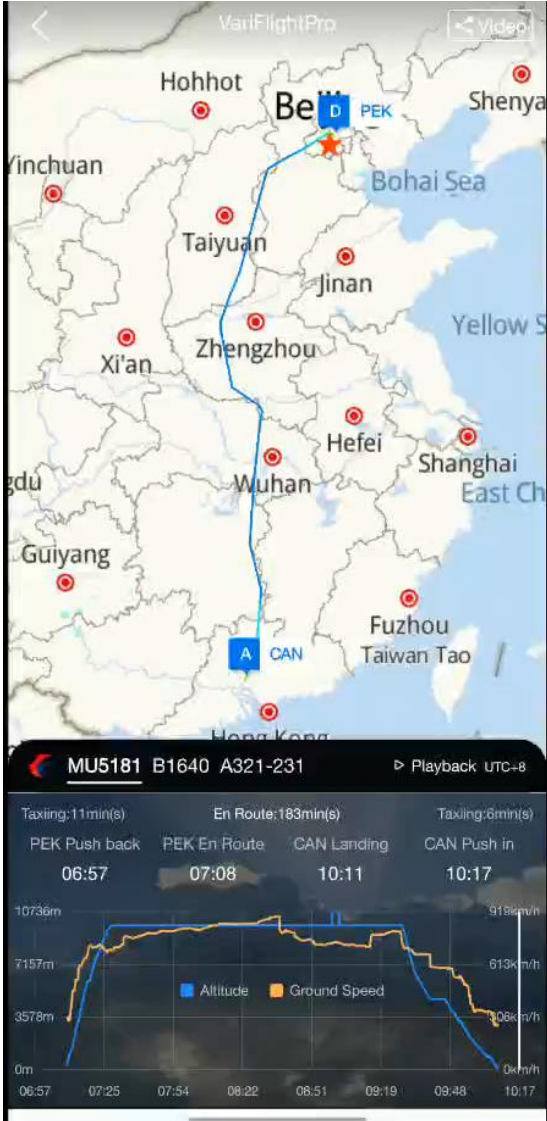 VariFlightPro
Video
Hohhot
PEK
D
Shenya
Yinchuan
Bohai Sea
Taiyuan
Jinan
Yellow S
Zhengzhou
Xi'an
Hefei
Shanghai
Wuhan
East Ch
Guiyang
Fuzhou
A CAN
Taiwan Tao
Hong Kong
MU5181 B1640 A321-231 Playback UTC+8
Taxiing:11min(s) En Route:183min(s) Taxiing:6min(s)
PEK Push back PEK En Route CAN Landing CAN Push in
06:57 07:08 10:11 10:17
10736m 919km/h
7157m 613km/h
Altitude Ground Speed
3578m 306km/h
0m 0km/h
06:57 07:25 07:54 08:22 08:51 09:19 09:48 10:17